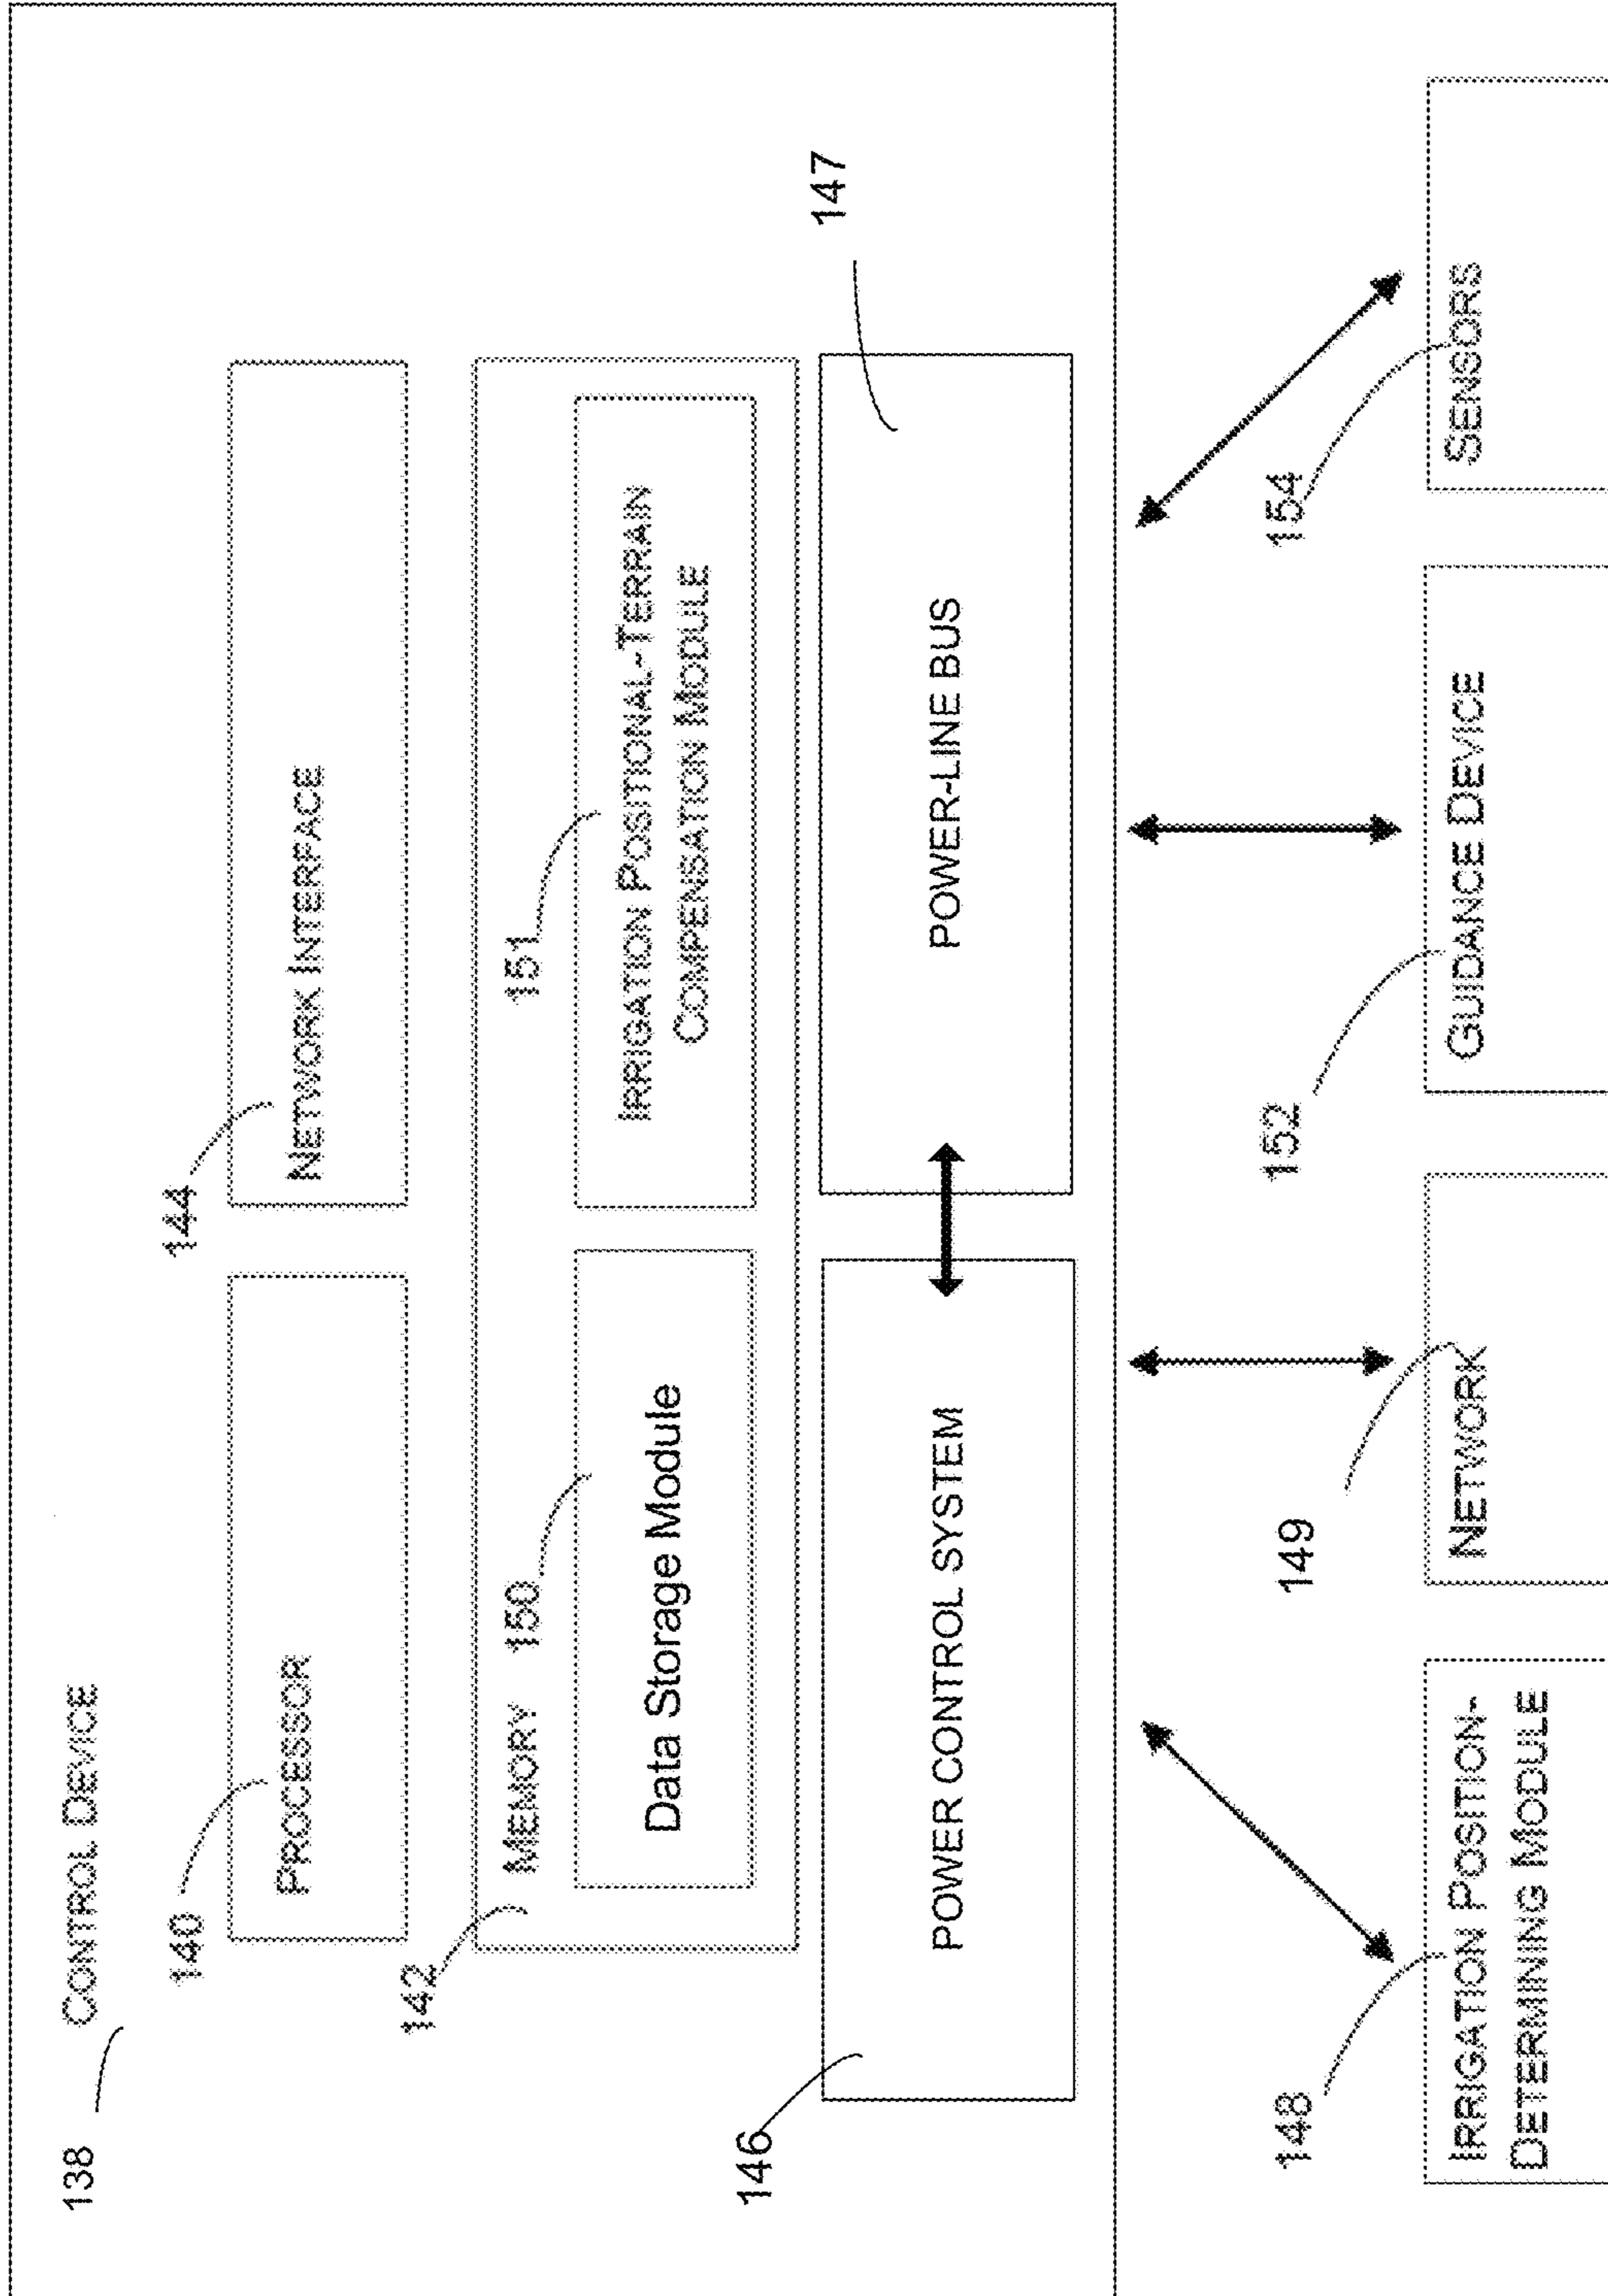 138
CONTROL DEVICE
140
PROCESSOR
144
NETWORK INTERFACE
142
MEMORY
150
Data Storage Module
151
IRRIGATION POSITIONAL-TERRAIN
COMPENSATION MODULE
146
POWER CONTROL SYSTEM
POWER-LINE BUS
147
148
IRRIGATION POSITION-
DETERMINING MODULE
149
NETWORK
152
GUIDANCE DEVICE
154
SENSORS